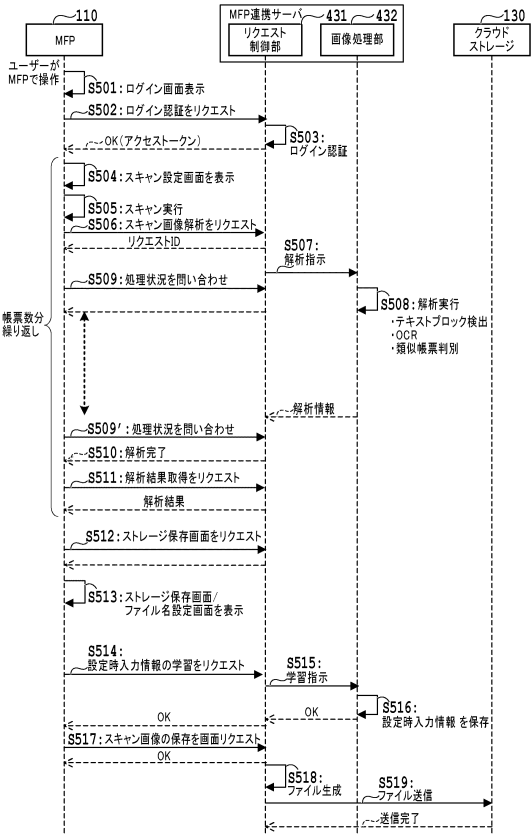 110
MFP
MFP連携サーバ
431
リクエスト
制御部
432
画像処理部
130
クラウド
ストレージ
ユーザーが
MFPで操作
S501:ログイン画面表示
S502:ログイン認証をリクエスト
OK(アクセストークン)
S503:
ログイン認証
S504:スキャン設定画面を表示
S505:スキャン実行
S506:スキャン画像解析をリクエスト
リクエストID
S507:
解析指示
S509:処理状況を問い合わせ
S508:解析実行
・テキストブロック検出
・OCR
・類似帳票判別
帳票数分
繰り返し
解析情報
S509':処理状況を問い合わせ
S510:解析完了
S511:解析結果取得をリクエスト
解析結果
S512:ストレージ保存画面をリクエスト
S513:ストレージ保存画面/
ファイル名設定画面を表示
S514:
設定時入力情報の学習をリクエスト
S515:
学習指示
S516:
設定時入力情報を保存
OK
OK
S517:スキャン画像の保存を画面リクエスト
OK
S518:
ファイル生成
S519:
ファイル送信
送信完了